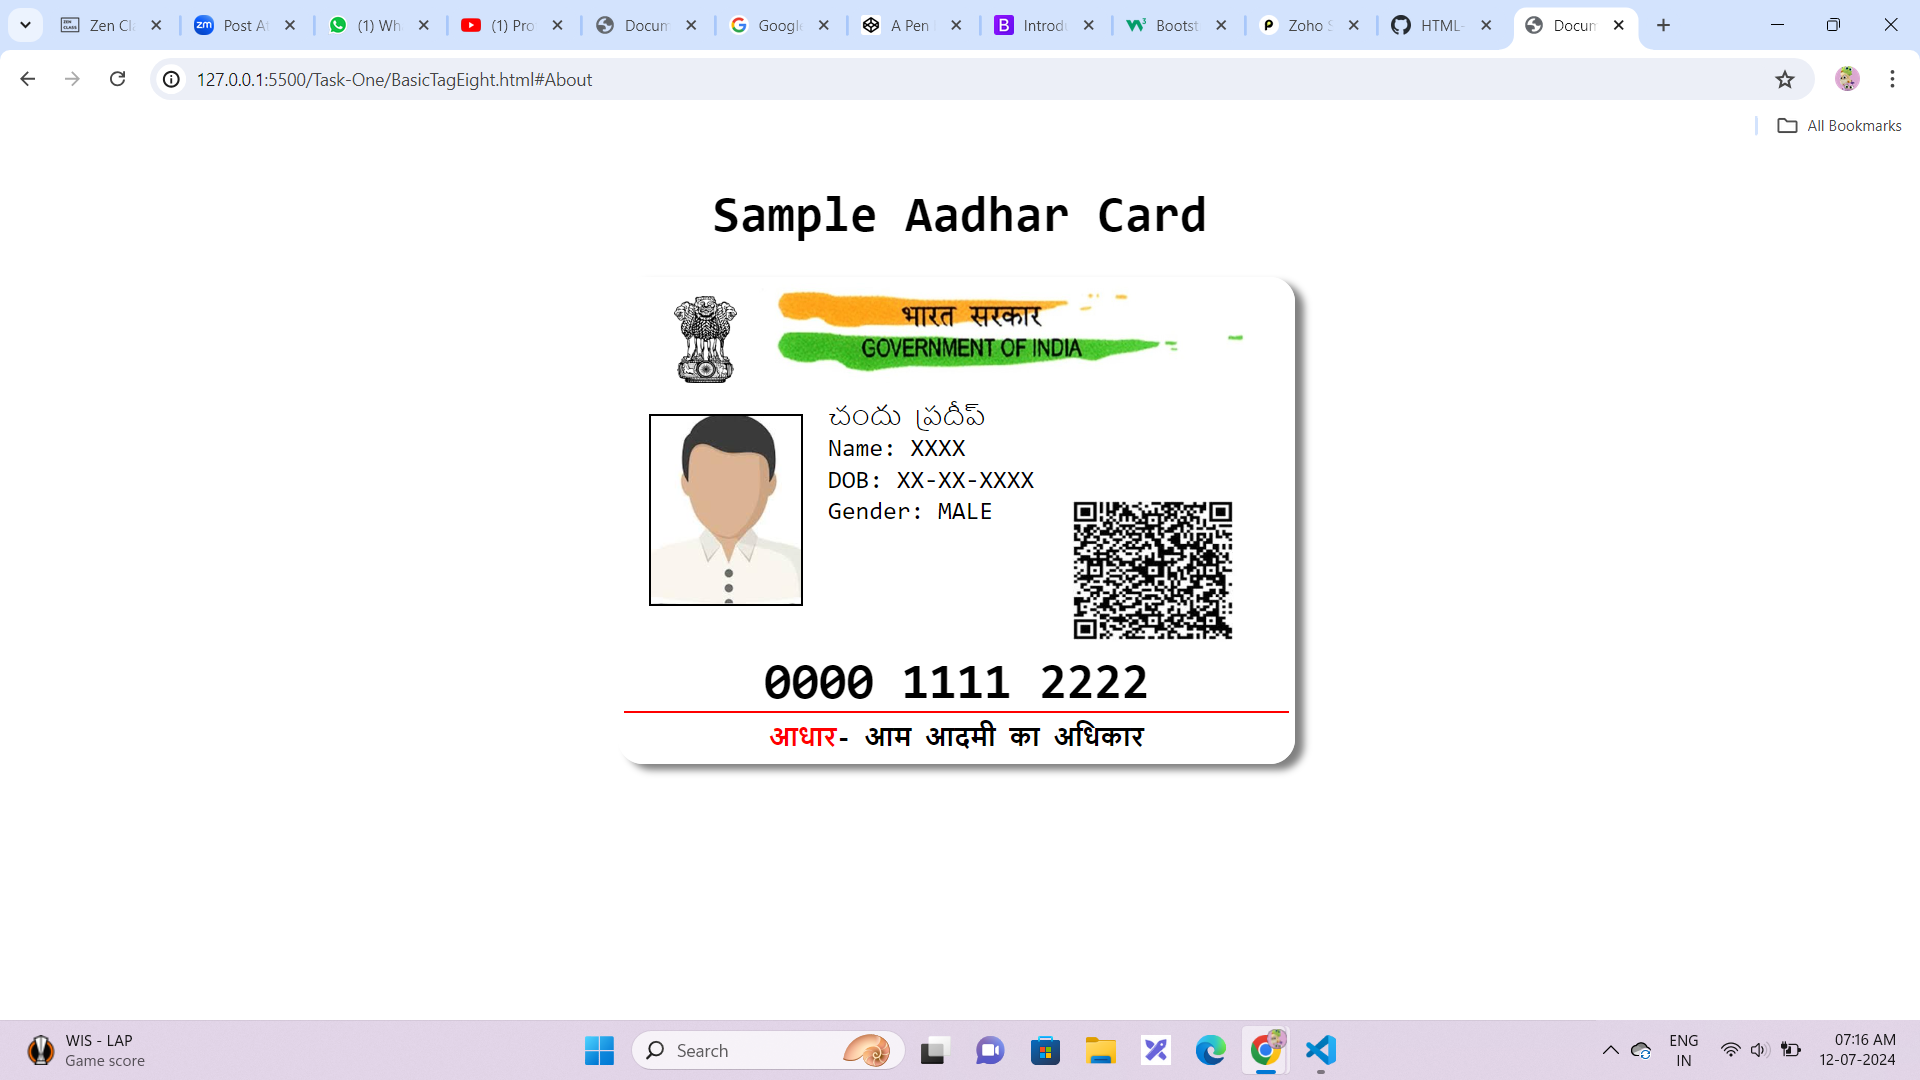 Zen Cl
Post At
(1) Wh
(1) Pro
Docum
Google
A Pen
Introdu
Bootst
Zoho S
HTML-
Docum
127.0.0.1:5500/Task-One/BasicTagEight.html#About
All Bookmarks
Sample Aadhar Card
भारत सरकार
GOVERNMENT OF INDIA
చందు ప్రదీప్
Name: XXXX
DOB: XX-XX-XXXX
Gender: MALE
0000 1111 2222
आधार- आम आदमी का अधिकार
WIS - LAP
Game score
Search
ENG
IN
07:16 AM
12-07-2024